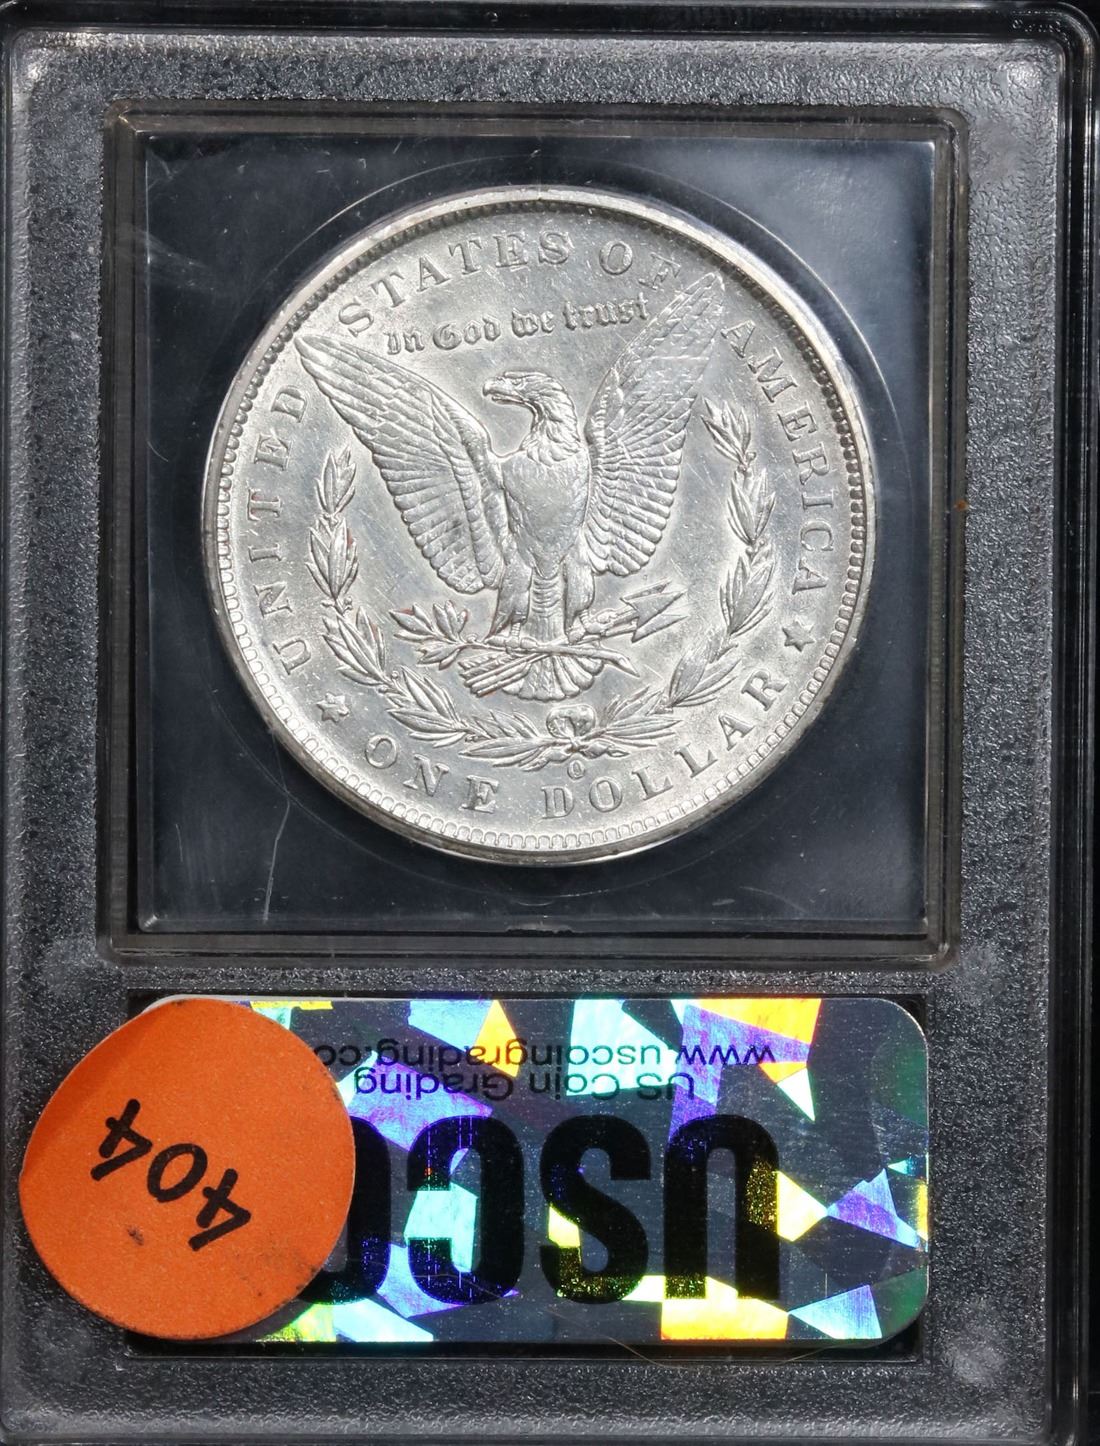 UNITED STATES OF AMERICA
In God we trust
O
★ ONE DOLLAR ★
404
www.uscoingrading.co
US Coin Grading
USCG